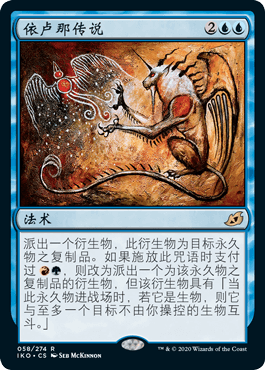 依卢那传说 2
法术
派出一个衍生物，此衍生物为目标永久
物之复制品。如果施放此咒语时支付
过，则改为派出一个为该永久物
之复制品的衍生物，但该衍生物具有「当
此永久物进战场时，若它是生物，则它
与至多一个目标不由你操控的生物互
斗。」
058/274 R
IKO • CS SEB MCKINNON
™ & © 2020 Wizards of the Coast